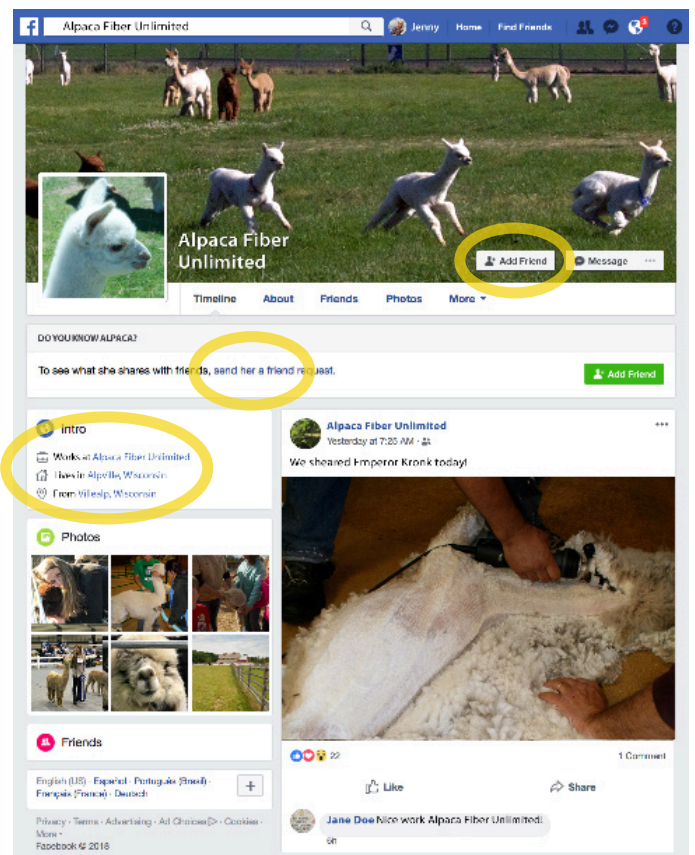 f Alpaca Fiber Unlimited Jenny Home Find Friends 3 ?
Alpaca Fiber
Unlimited
Add Friend Message ...
Timeline About Friends Photos More
DO YOU KNOW ALPACA?
To see what she shares with friends, send her a friend request.
Add Friend
Intro
Works at Alpaca Fiber Unlimited
Lives in Alpville, Wisconsin
From Villealp, Wisconsin
Photos
Friends
English (US) · Español · Português (Brasil) ·
Français (France) · Deutsch
+
Privacy · Terms · Advertising · Ad Choices · Cookies ·
More ·
Facebook © 2018
Alpaca Fiber Unlimited
Yesterday at 7:25 AM ·
...
We sheared Emperor Kronk today!
22 1 Comment
Like Share
Jane Doe Nice work Alpaca Fiber Unlimited!
6h